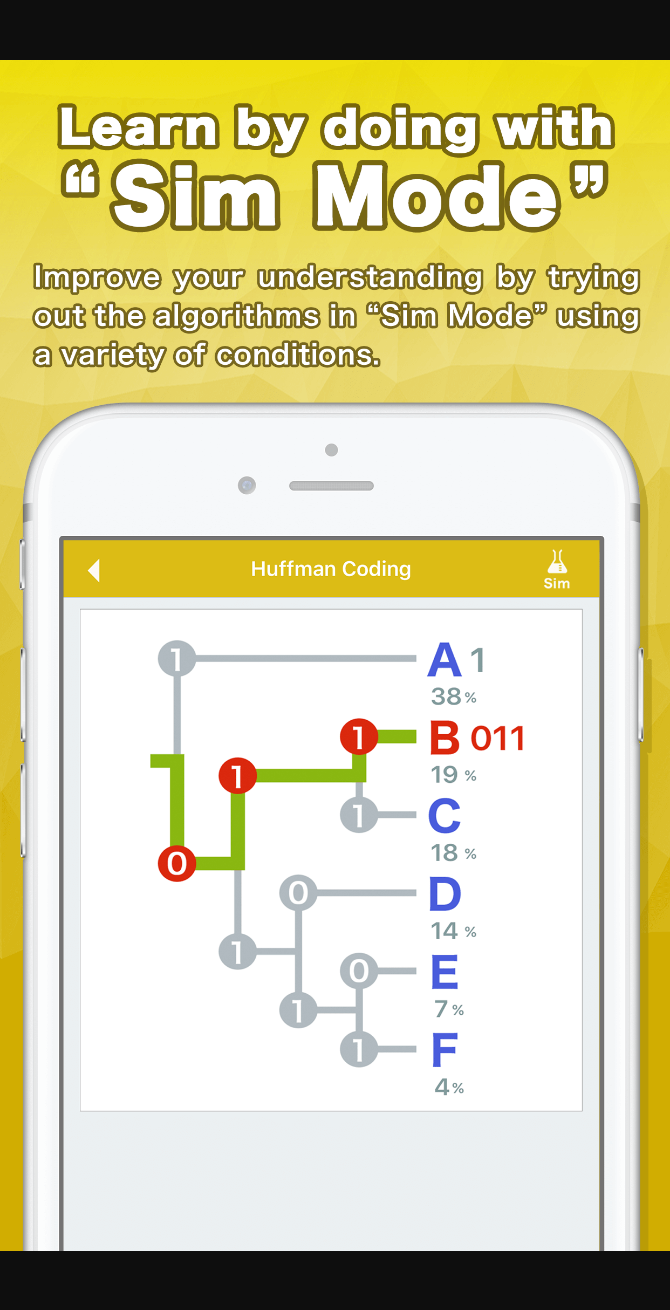 Learn by doing with
“Sim Mode”
Improve your understanding by trying
out the algorithms in “Sim Mode” using
a variety of conditions.
Huffman Coding
Sim
1 A 1
38%
1 B 011
1 19 %
0 1 C
18 %
0 D
14 %
1 0 E
1 7 %
1 F
4%